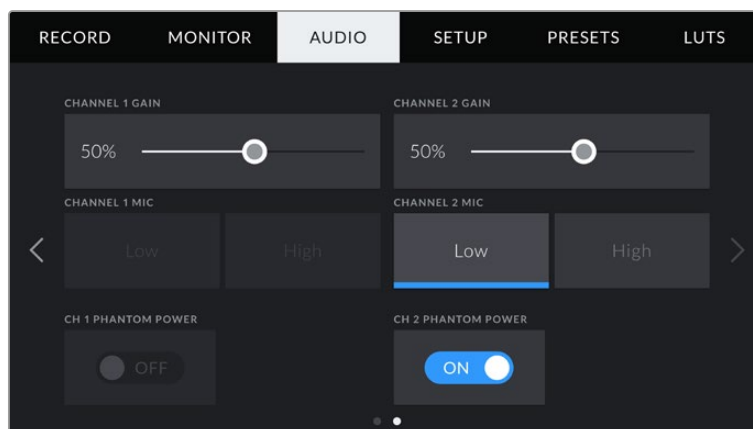 RECORD MONITOR AUDIO SETUP PRESETS LUTS
CHANNEL 1 GAIN CHANNEL 2 GAIN
50% 50%
CHANNEL 1 MIC CHANNEL 2 MIC
Low High Low High
CH 1 PHANTOM POWER CH 2 PHANTOM POWER
OFF ON